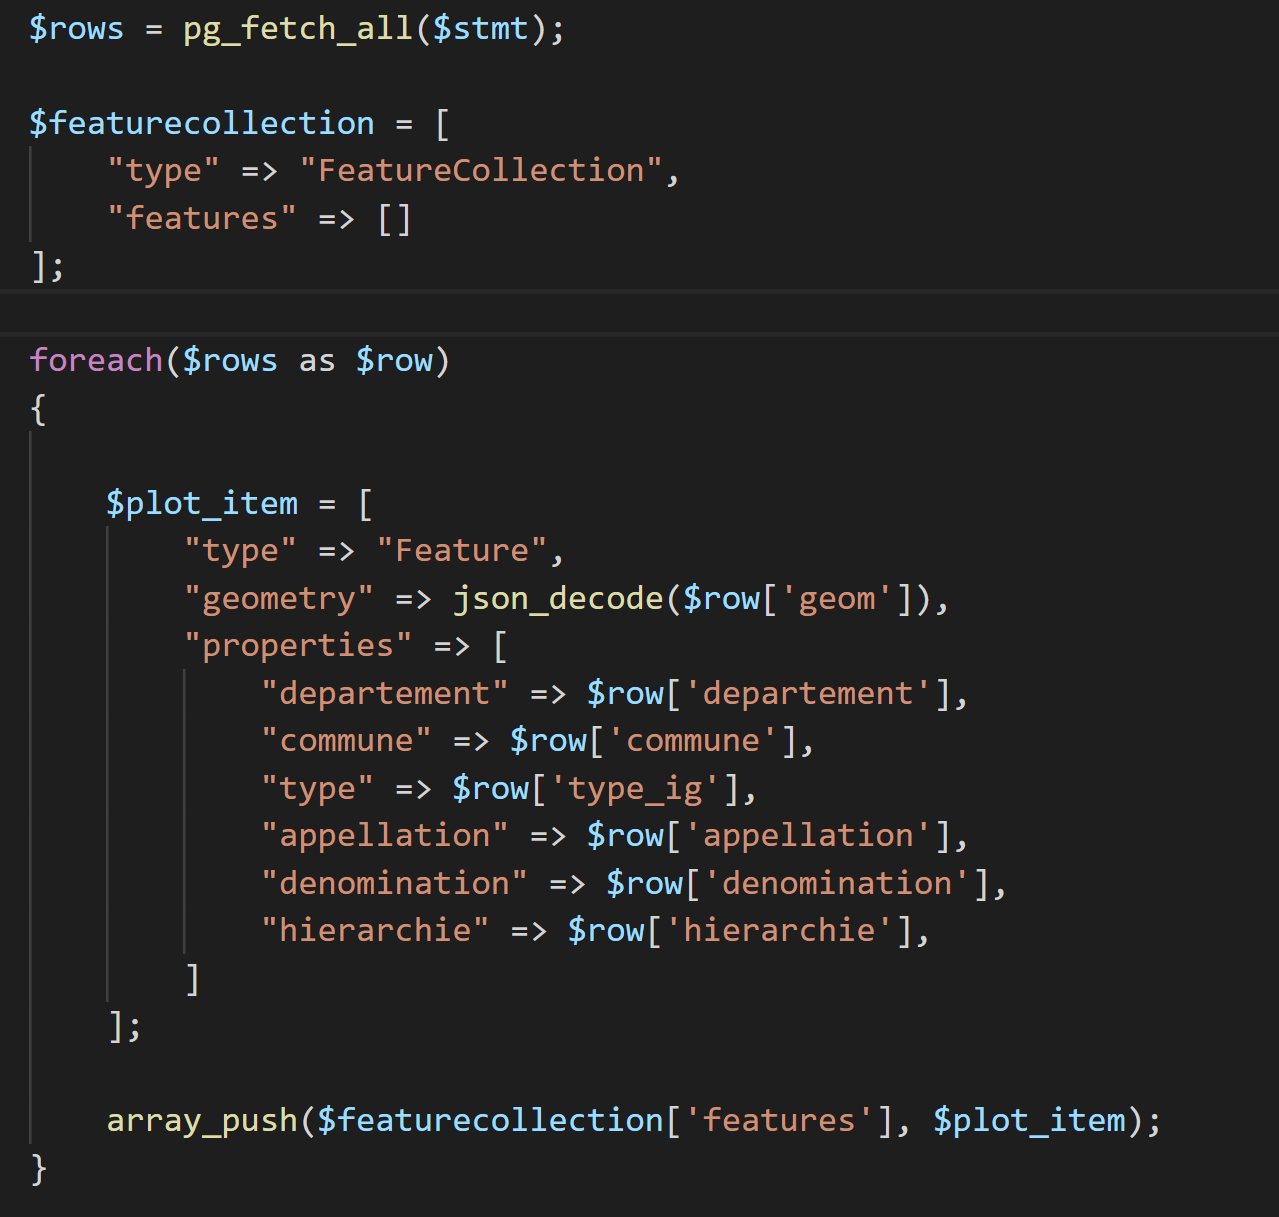 $rows = pg_fetch_all($stmt);
$featurecollection = [
"type" => "FeatureCollection",
"features" => []
];
foreach($rows as $row)
{
$plot_item = [
"type" => "Feature",
"geometry" => json_decode($row['geom']),
"properties" => [
"departement" => $row['departement'],
"commune" => $row['commune'],
"type" => $row['type_ig'],
"appellation" => $row['appellation'],
"denomination" => $row['denomination'],
"hierarchie" => $row['hierarchie'],
]
];
array_push($featurecollection['features'], $plot_item);
}